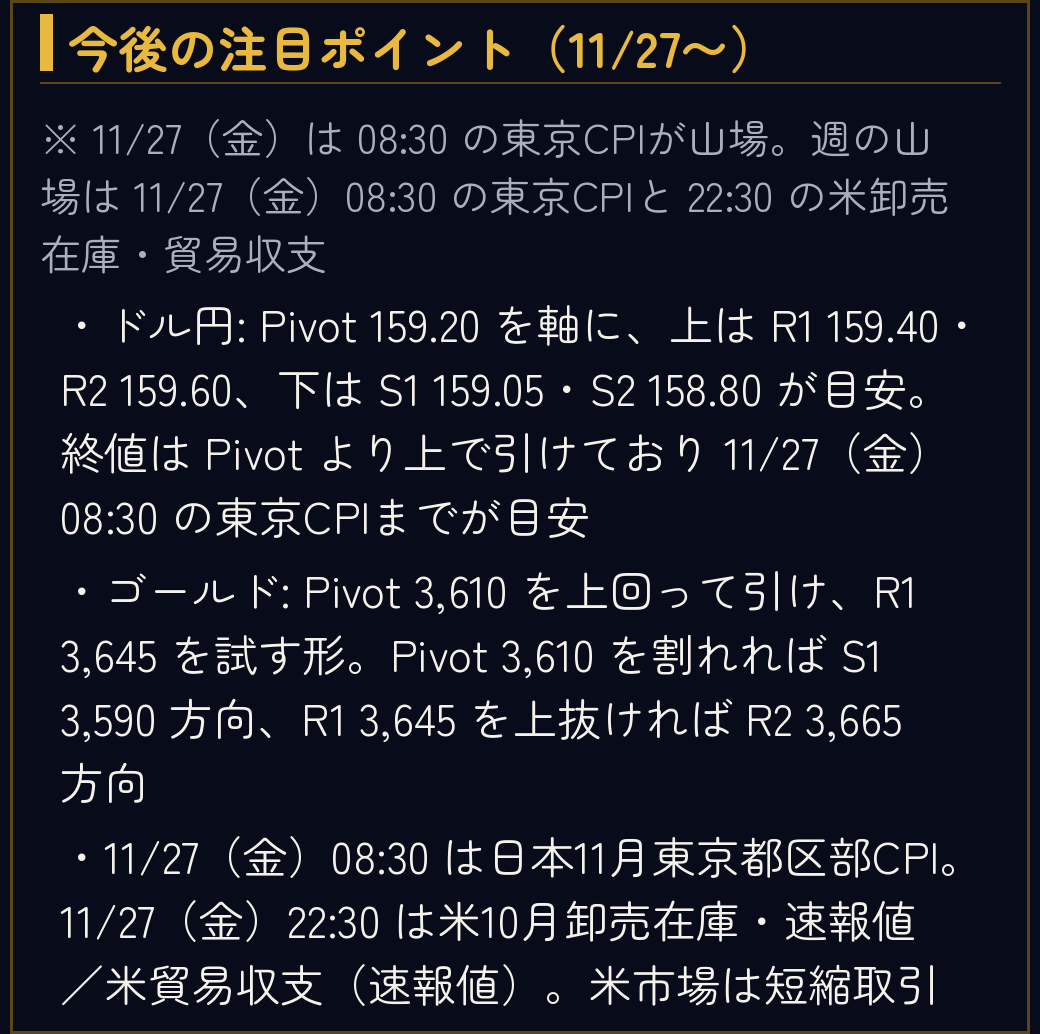 今後の注目ポイント（11/27〜）
※ 11/27（金）は 08:30 の東京CPIが山場。週の山
場は 11/27（金）08:30 の東京CPIと 22:30 の米卸売
在庫・貿易収支
・ドル円: Pivot 159.20 を軸に、上は R1 159.40・
R2 159.60、下は S1 159.05・S2 158.80 が目安。
終値は Pivot より上で引けており 11/27（金）
08:30 の東京CPIまでが目安
・ゴールド: Pivot 3,610 を上回って引け、R1
3,645 を試す形。Pivot 3,610 を割れれば S1
3,590 方向、R1 3,645 を上抜ければ R2 3,665
方向
・11/27（金）08:30 は日本11月東京都区部CPI。
11/27（金）22:30 は米10月卸売在庫・速報値
／米貿易収支（速報値）。米市場は短縮取引